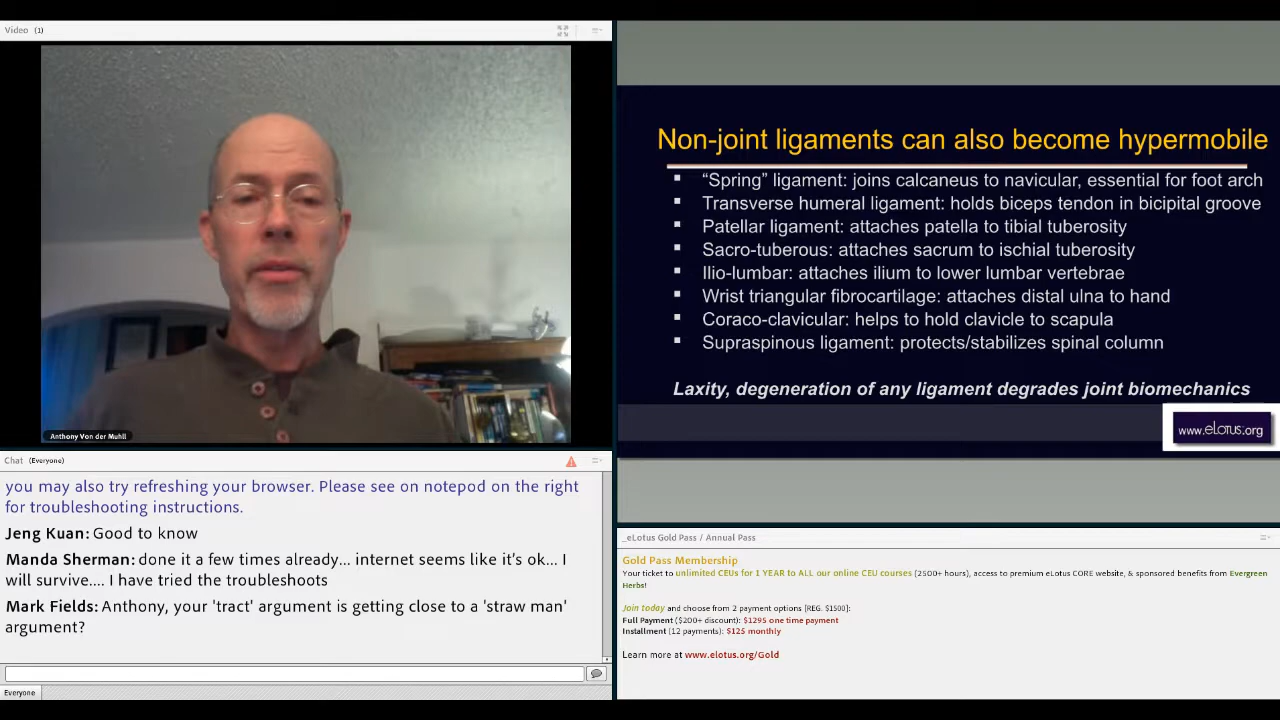 Video (1)
Anthony Von der Muhll
Chat (Everyone)
you may also try refreshing your browser. Please see on notepod on the right
for troubleshooting instructions.
Jeng Kuan: Good to know
Manda Sherman: done it a few times already... internet seems like it's ok... I
will survive.... I have tried the troubleshoots
Mark Fields: Anthony, your 'tract' argument is getting close to a 'straw man'
argument?
Everyone
Non-joint ligaments can also become hypermobile
▪ “Spring” ligament: joins calcaneus to navicular, essential for foot arch
▪ Transverse humeral ligament: holds biceps tendon in bicipital groove
▪ Patellar ligament: attaches patella to tibial tuberosity
▪ Sacro-tuberous: attaches sacrum to ischial tuberosity
▪ Ilio-lumbar: attaches ilium to lower lumbar vertebrae
▪ Wrist triangular fibrocartilage: attaches distal ulna to hand
▪ Coraco-clavicular: helps to hold clavicle to scapula
▪ Supraspinous ligament: protects/stabilizes spinal column
Laxity, degeneration of any ligament degrades joint biomechanics
www.eLotus.org
_eLotus Gold Pass / Annual Pass
Gold Pass Membership
Your ticket to unlimited CEUs for 1 YEAR to ALL our online CEU courses (2500+ hours), access to premium eLotus CORE website, & sponsored benefits from Evergreen
Herbs!
Join today and choose from 2 payment options [REG. $1500]:
Full Payment ($200+ discount): $1295 one time payment
Installment (12 payments): $125 monthly
Learn more at www.elotus.org/Gold